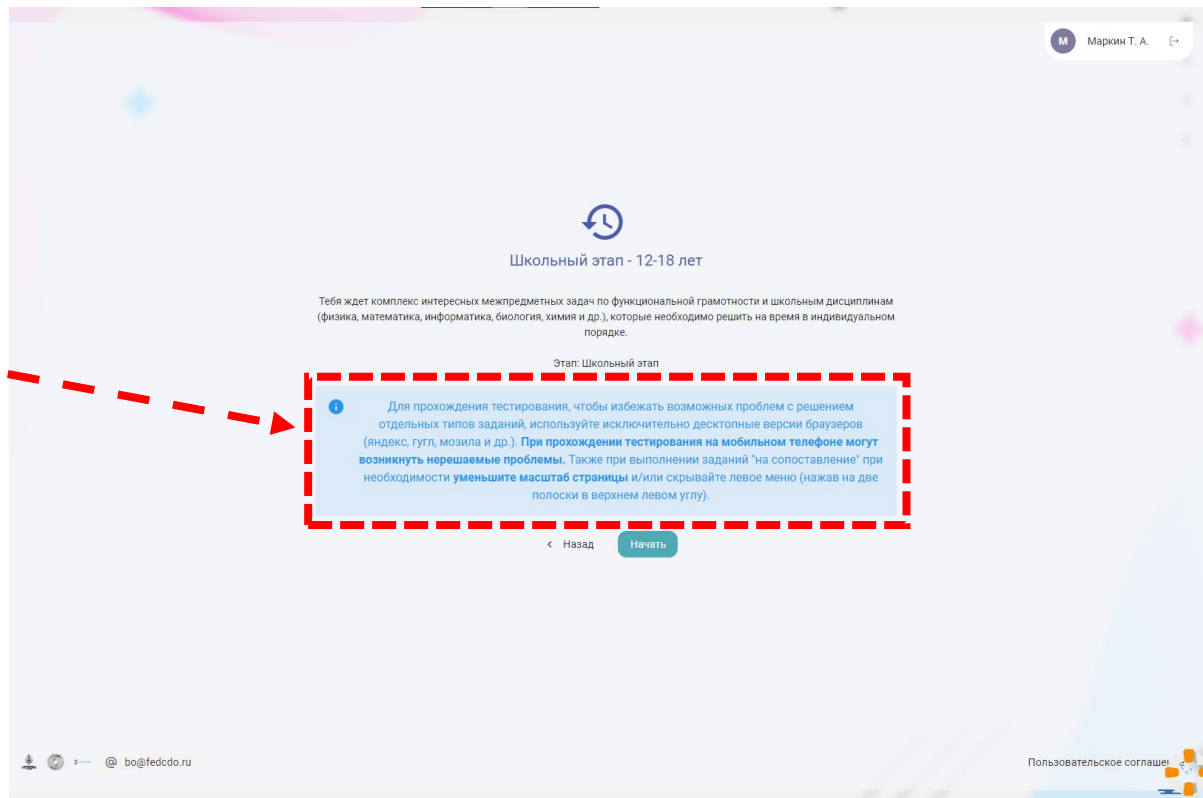 М Маркин Т. А.
Школьный этап - 12-18 лет
Тебя ждет комплекс интересных межпредметных задач по функциональной грамотности и школьным дисциплинам
(физика, математика, информатика, биология, химия и др.), которые необходимо решить на время в индивидуальном
порядке.
Этап: Школьный этап
Для прохождения тестирования, чтобы избежать возможных проблем с решением
отдельных типов заданий, используйте исключительно десктопные версии браузеров
(яндекс, гугл, мозила и др.). При прохождении тестирования на мобильном телефоне могут
возникнуть нерешаемые проблемы. Также при выполнении заданий "на сопоставление" при
необходимости уменьшите масштаб страницы и/или скрывайте левое меню (нажав на две
полоски в верхнем левом углу).
< Назад Начать
@ bo@fedcdo.ru
Пользовательское